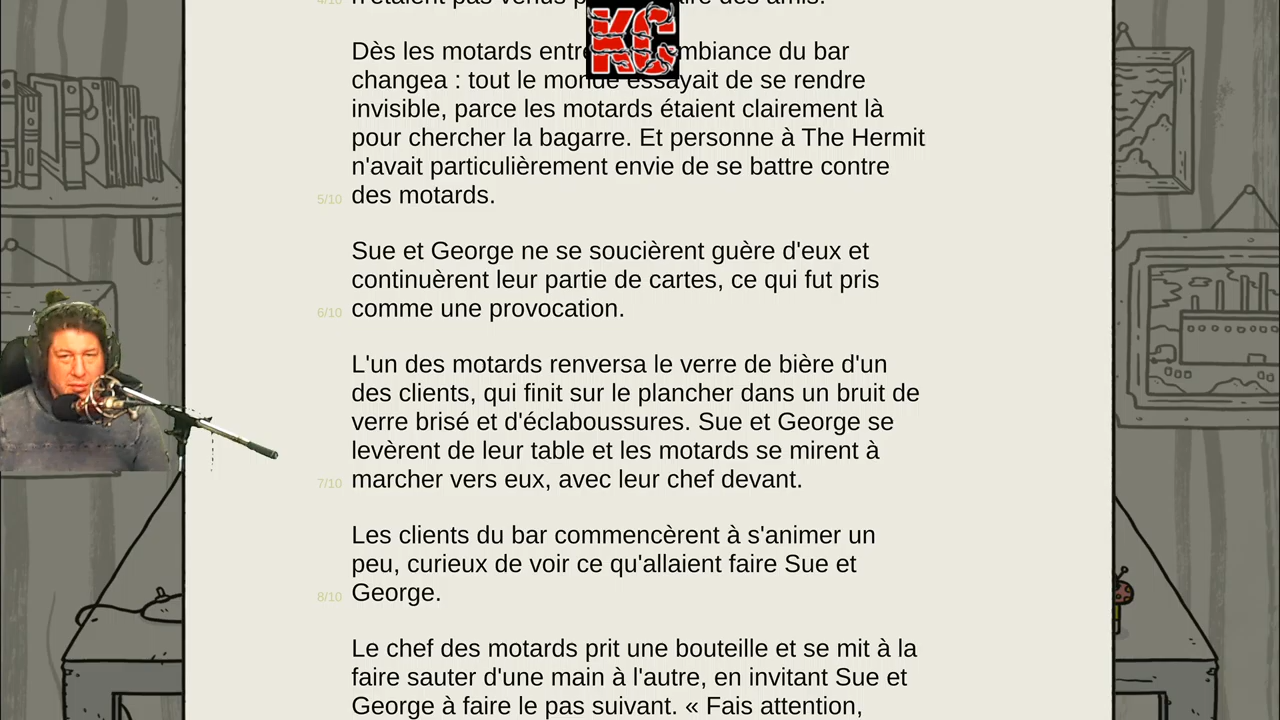 Dès les motards entr mbiance du bar
KC
changea : tout le monde essayait de se rendre
invisible, parce les motards étaient clairement là
pour chercher la bagarre. Et personne à The Hermit
n'avait particulièrement envie de se battre contre
5/10 des motards.
Sue et George ne se soucièrent guère d'eux et
continuèrent leur partie de cartes, ce qui fut pris
6/10 comme une provocation.
L'un des motards renversa le verre de bière d'un
des clients, qui finit sur le plancher dans un bruit de
verre brisé et d'éclaboussures. Sue et George se
levèrent de leur table et les motards se mirent à
7/10 marcher vers eux, avec leur chef devant.
Les clients du bar commencèrent à s'animer un
peu, curieux de voir ce qu'allaient faire Sue et
8/10 George.
Le chef des motards prit une bouteille et se mit à la
faire sauter d'une main à l'autre, en invitant Sue et
George à faire le pas suivant. « Fais attention,